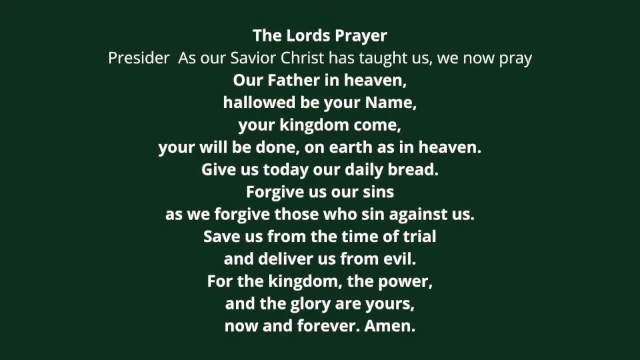 The Lords Prayer
Presider  As our Savior Christ has taught us, we now pray
Our Father in heaven,
hallowed be your Name,
your kingdom come,
your will be done, on earth as in heaven.
Give us today our daily bread.
Forgive us our sins
as we forgive those who sin against us.
Save us from the time of trial
and deliver us from evil.
For the kingdom, the power,
and the glory are yours,
now and forever. Amen.